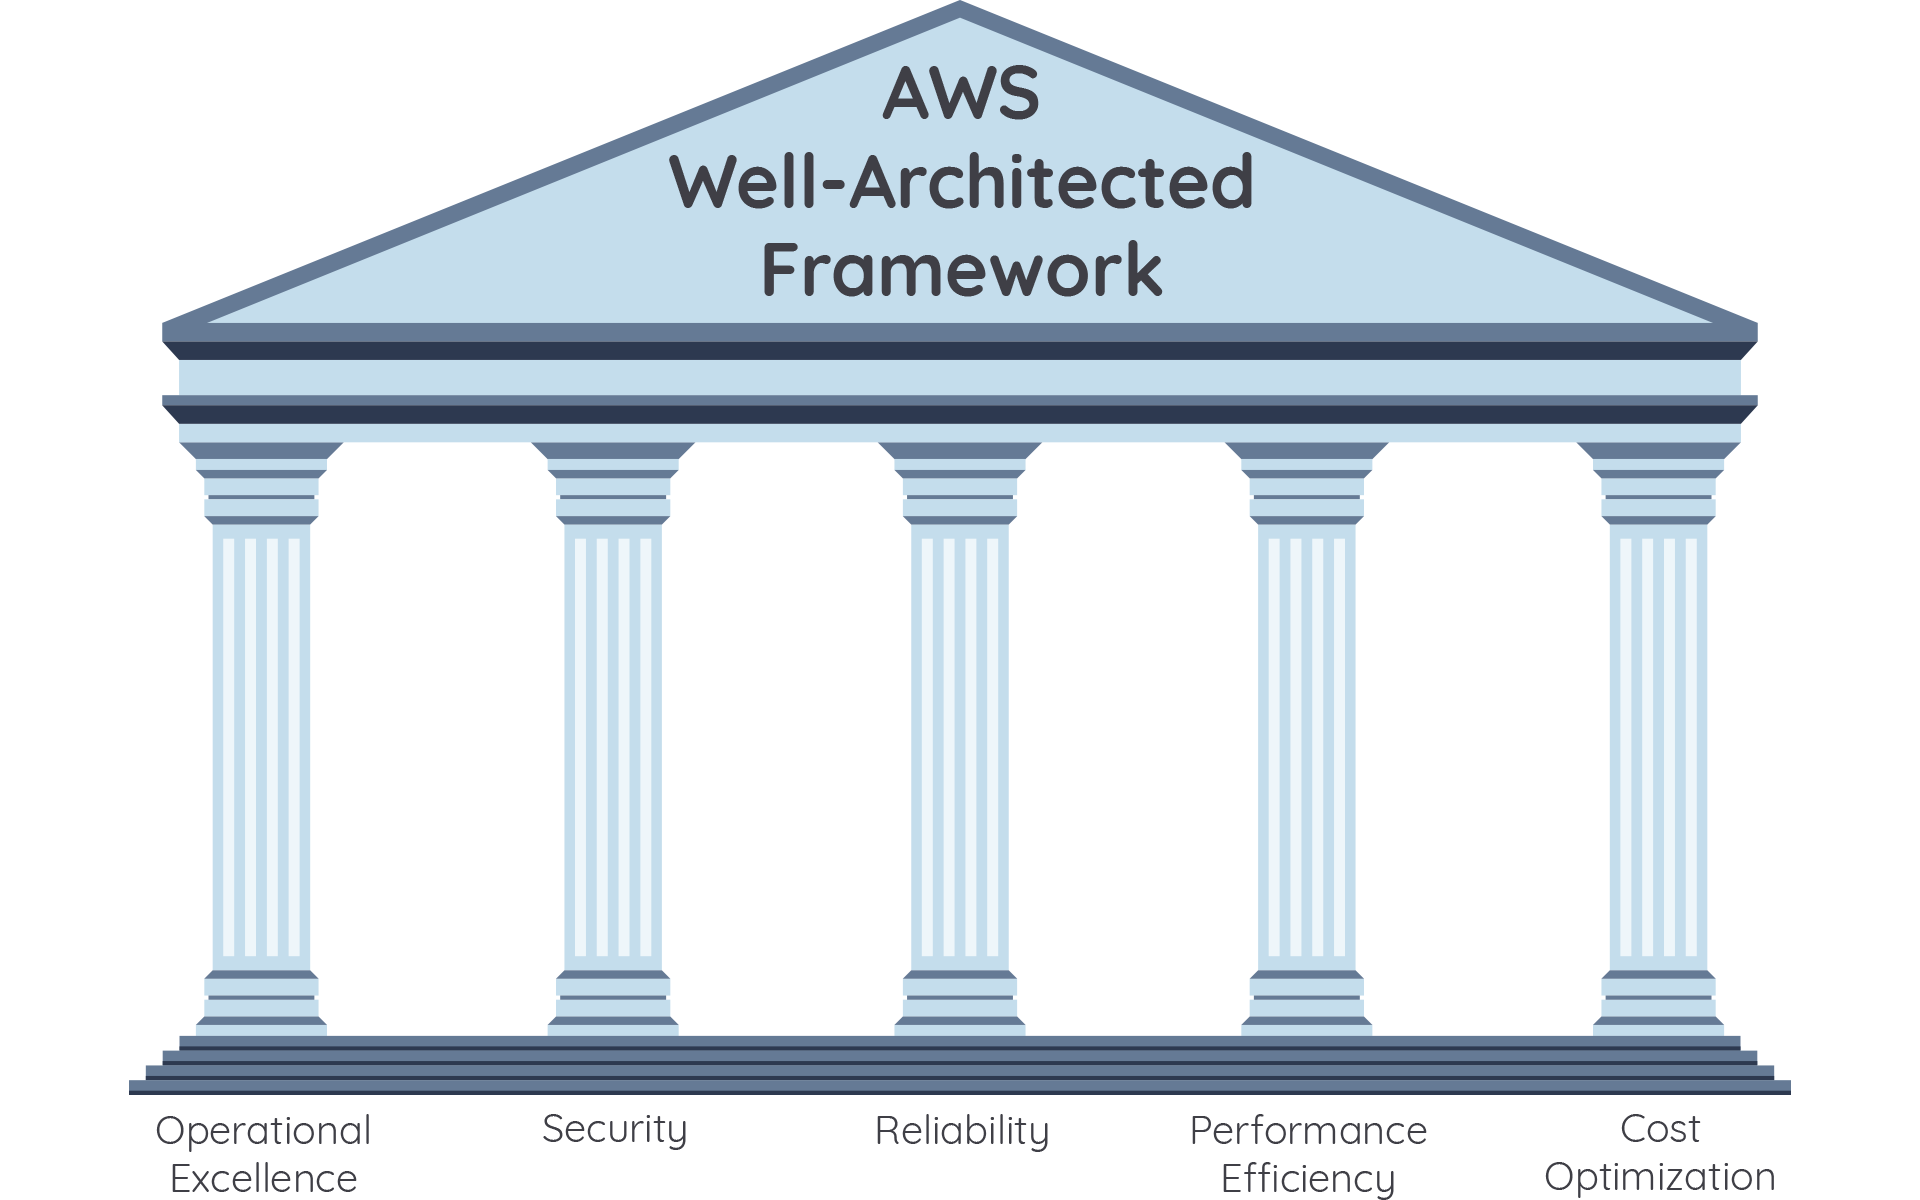 AWS
Well-Architected
Framework
Operational
Excellence
Security
Reliability
Performance
Efficiency
Cost
Optimization